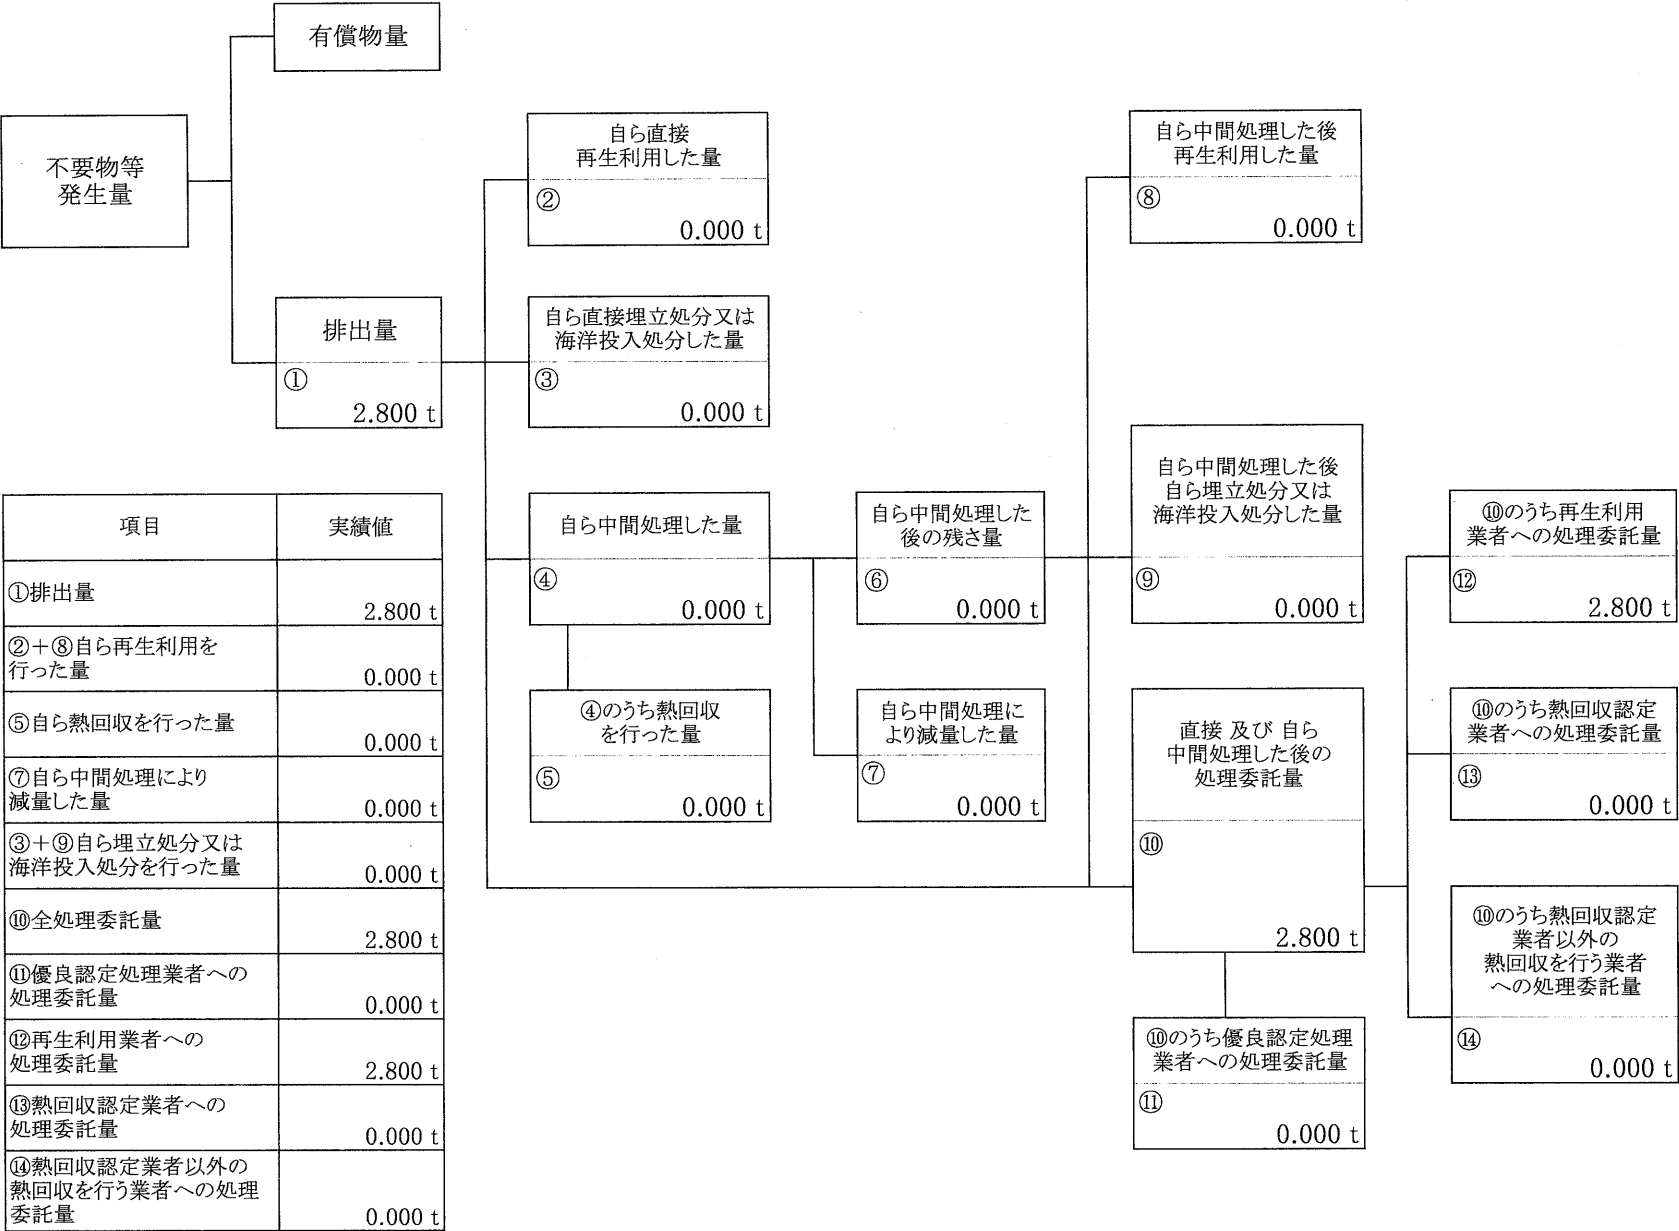 有償物量
不要物等
発生量
排出量
①
2.800 t
自ら直接
再生利用した量
②
0.000 t
自ら直接埋立処分又は
海洋投入処分した量
③
0.000 t
自ら中間処理した量
④
0.000 t
④のうち熱回収
を行った量
⑤
0.000 t
自ら中間処理した
後の残さ量
⑥
0.000 t
自ら中間処理に
より減量した量
⑦
0.000 t
自ら中間処理した後
再生利用した量
⑧
0.000 t
自ら中間処理した後
自ら埋立処分又は
海洋投入処分した量
⑨
0.000 t
直接 及び 自ら
中間処理した後の
処理委託量
⑩
2.800 t
⑩のうち優良認定処理
業者への処理委託量
⑪
0.000 t
⑩のうち再生利用
業者への処理委託量
⑫
2.800 t
⑩のうち熱回収認定
業者への処理委託量
⑬
0.000 t
⑩のうち熱回収認定
業者以外の
熱回収を行う業者
への処理委託量
⑭
0.000 t
項目 実績値
①排出量
2.800 t
②＋⑧自ら再生利用を
行った量
0.000 t
⑤自ら熱回収を行った量
0.000 t
⑦自ら中間処理により
減量した量
0.000 t
③＋⑨自ら埋立処分又は
海洋投入処分を行った量
0.000 t
⑩全処理委託量
2.800 t
⑪優良認定処理業者への
処理委託量
0.000 t
⑫再生利用業者への
処理委託量
2.800 t
⑬熱回収認定業者への
処理委託量
0.000 t
⑭熱回収認定業者以外の
熱回収を行う業者への処理
委託量
0.000 t